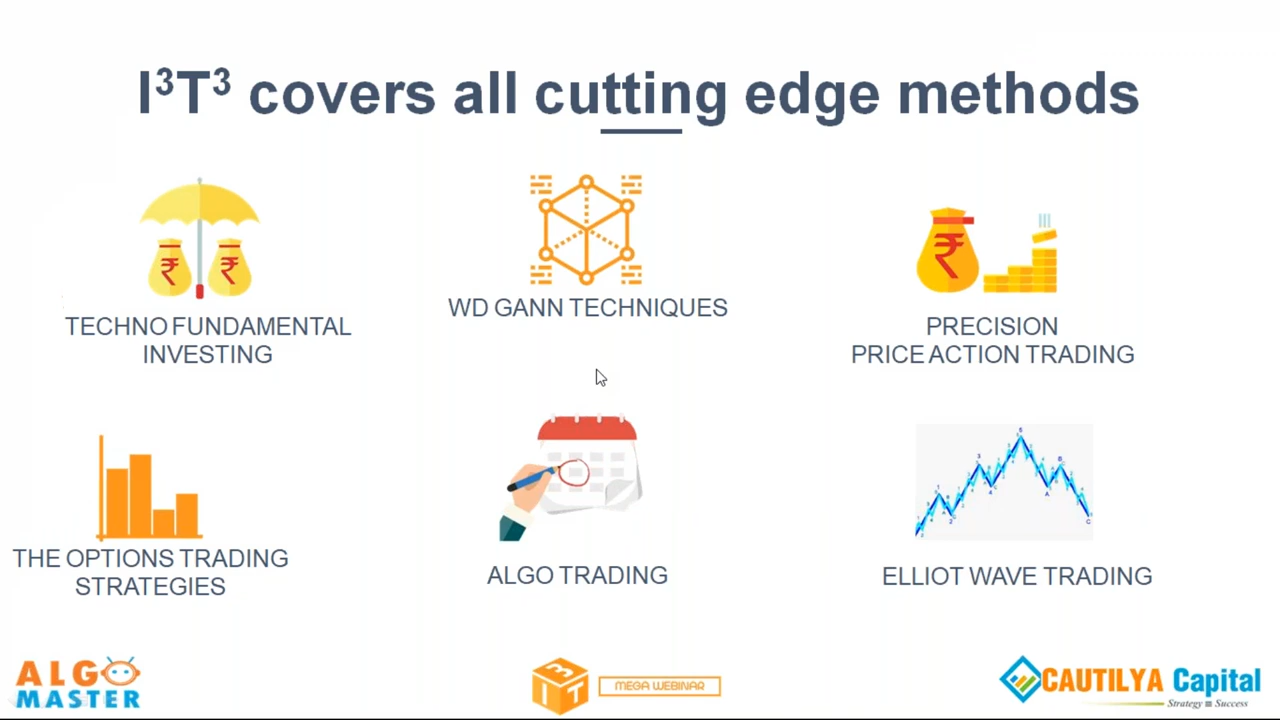 I³T³ covers all cutting edge methods
TECHNO FUNDAMENTAL
INVESTING
WD GANN TECHNIQUES
PRECISION
PRICE ACTION TRADING
THE OPTIONS TRADING
STRATEGIES
ALGO TRADING
ELLIOT WAVE TRADING
ALGO
MASTER
3
I T
MEGA WEBINAR
CAUTILYA Capital
Strategy = Success